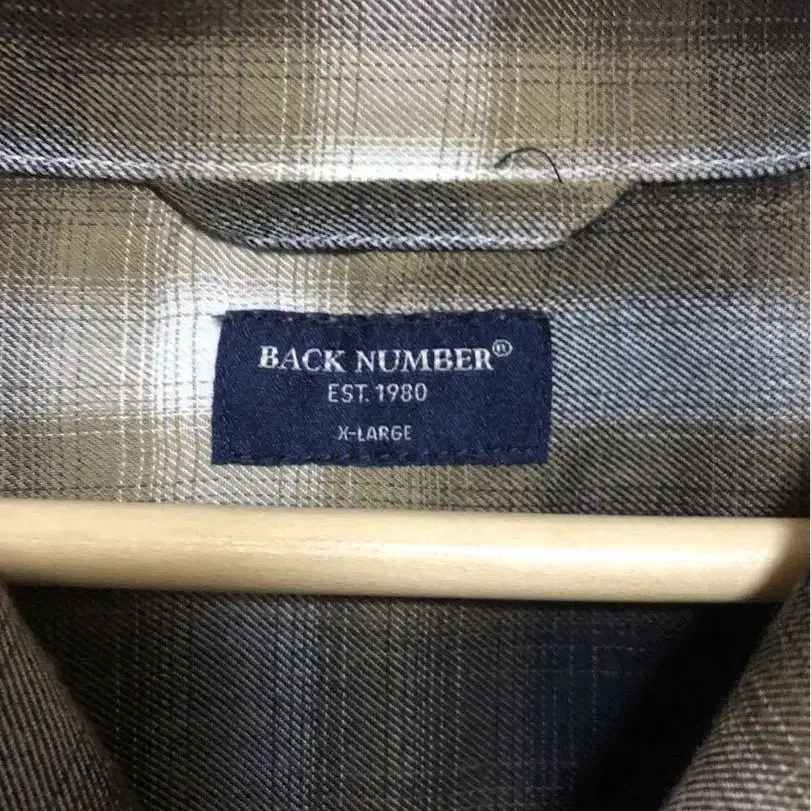 BACK NUMBER®
EST. 1980
X-LARGE